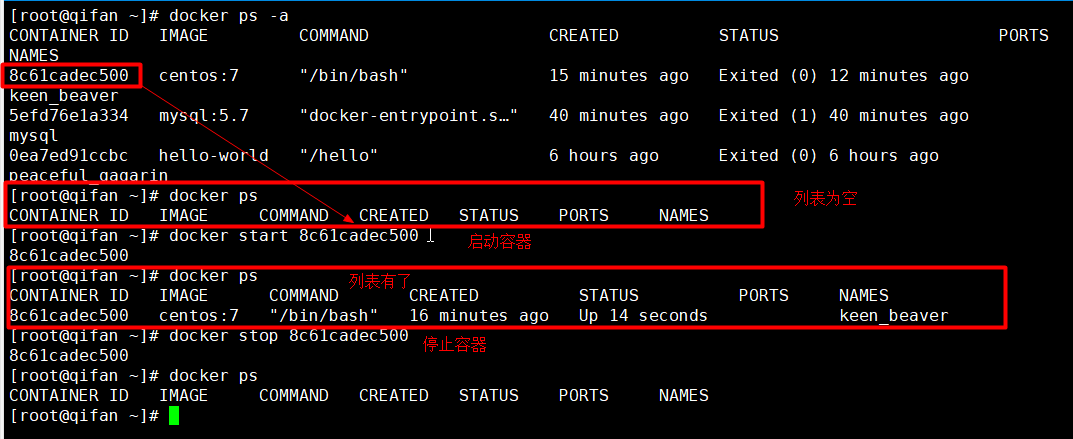 [root@qifan ~]# docker ps -a
CONTAINER ID   IMAGE         COMMAND                  CREATED          STATUS                      PORTS
NAMES
8c61cadec500   centos:7      "/bin/bash"              15 minutes ago   Exited (0) 12 minutes ago
keen_beaver
5efd76e1a334   mysql:5.7     "docker-entrypoint.s…"   40 minutes ago   Exited (1) 40 minutes ago
mysql
0ea7ed91ccbc   hello-world   "/hello"                 6 hours ago      Exited (0) 6 hours ago
peaceful_gagarin
[root@qifan ~]# docker ps 列表为空
CONTAINER ID   IMAGE     COMMAND   CREATED   STATUS    PORTS     NAMES
[root@qifan ~]# docker start 8c61cadec500 启动容器
8c61cadec500
[root@qifan ~]# docker ps 列表有了
CONTAINER ID   IMAGE      COMMAND       CREATED          STATUS          PORTS     NAMES
8c61cadec500   centos:7   "/bin/bash"   16 minutes ago   Up 14 seconds             keen_beaver
[root@qifan ~]# docker stop 8c61cadec500 停止容器
8c61cadec500
[root@qifan ~]# docker ps
CONTAINER ID   IMAGE     COMMAND   CREATED   STATUS    PORTS     NAMES
[root@qifan ~]#